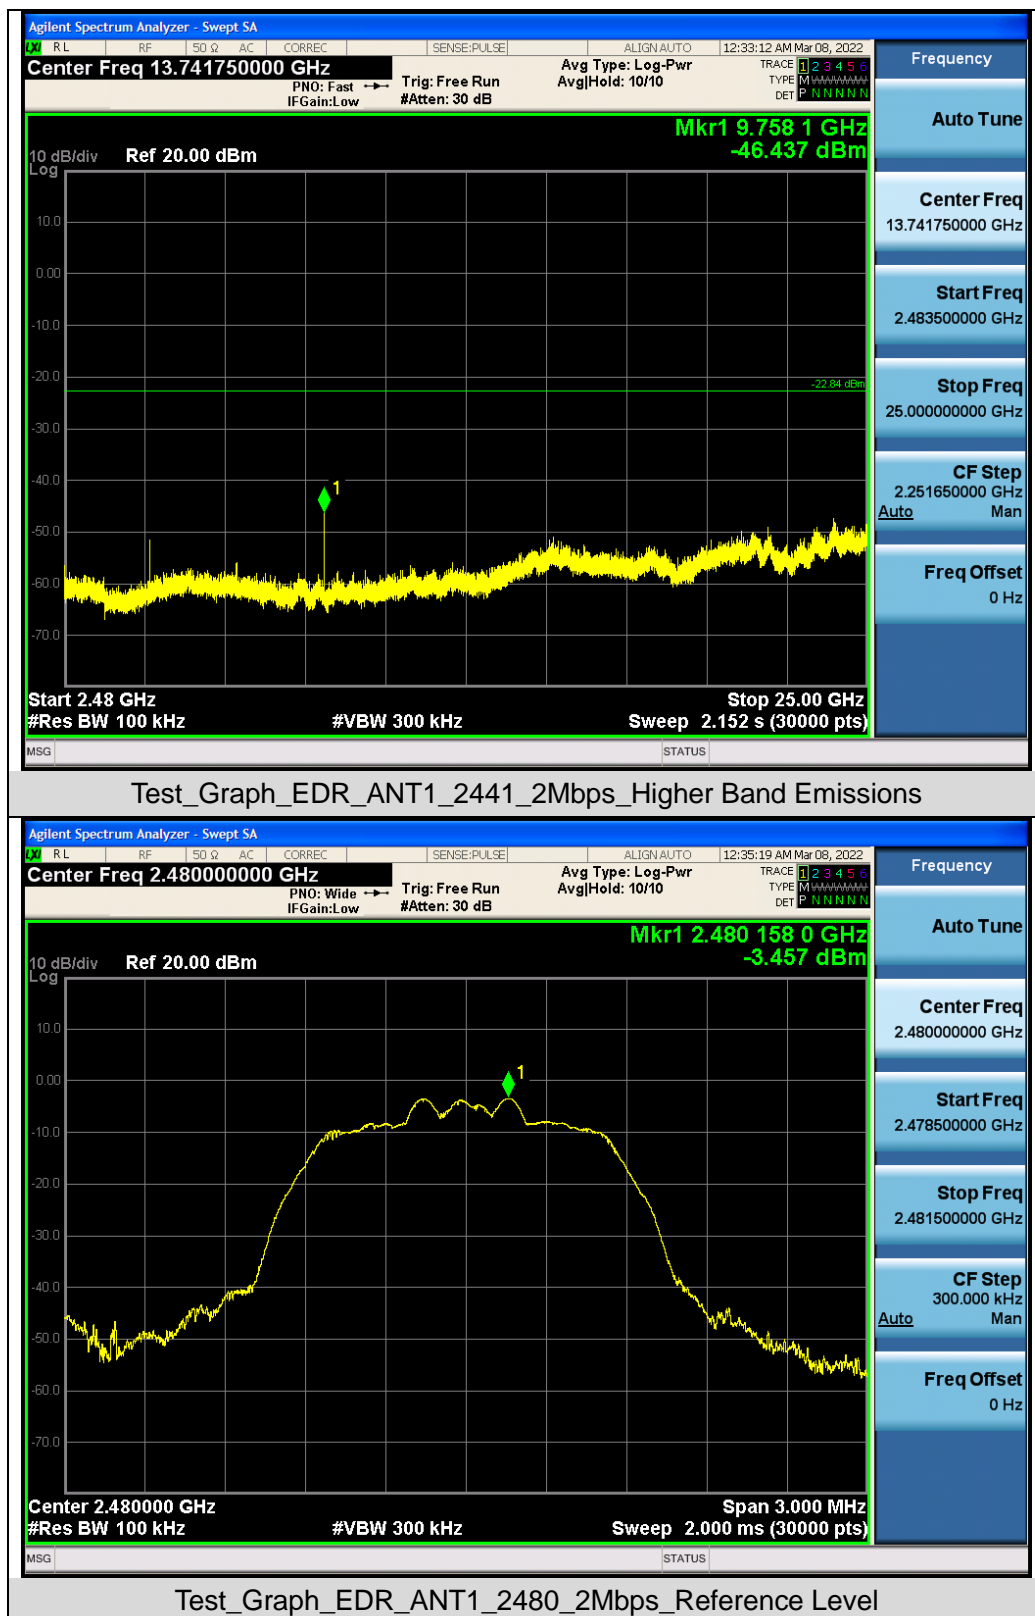 Agilent Spectrum Analyzer - Swept SA
LXI RL RF 50 Ω AC CORREC SENSE:PULSE ALIGN AUTO 12:33:12 AM Mar 08, 2022
Center Freq 13.741750000 GHz
PNO: Fast
IFGain:Low
Trig: Free Run
#Atten: 30 dB
Avg Type: Log-Pwr
Avg|Hold: 10/10
TRACE 1 2 3 4 5 6
TYPE M
DET P N N N N N
Mkr1 9.758 1 GHz
-46.437 dBm
10 dB/div Ref 20.00 dBm
Log
10.0
0.00
-10.0
-20.0
-22.84 dBm
-30.0
-40.0
1
-50.0
-60.0
-70.0
Start 2.48 GHz Stop 25.00 GHz
#Res BW 100 kHz #VBW 300 kHz Sweep 2.152 s (30000 pts)
MSG STATUS
Frequency
Auto Tune
Center Freq
13.741750000 GHz
Start Freq
2.483500000 GHz
Stop Freq
25.000000000 GHz
CF Step
2.251650000 GHz
Auto Man
Freq Offset
0 Hz
Test_Graph_EDR_ANT1_2441_2Mbps_Higher Band Emissions
Agilent Spectrum Analyzer - Swept SA
LXI RL RF 50 Ω AC CORREC SENSE:PULSE ALIGN AUTO 12:35:19 AM Mar 08, 2022
Center Freq 2.480000000 GHz
PNO: Wide
IFGain:Low
Trig: Free Run
#Atten: 30 dB
Avg Type: Log-Pwr
Avg|Hold: 10/10
TRACE 1 2 3 4 5 6
TYPE M
DET P N N N N N
Mkr1 2.480 158 0 GHz
-3.457 dBm
10 dB/div Ref 20.00 dBm
Log
10.0
0.00
1
-10.0
-20.0
-30.0
-40.0
-50.0
-60.0
-70.0
Center 2.480000 GHz Span 3.000 MHz
#Res BW 100 kHz #VBW 300 kHz Sweep 2.000 ms (30000 pts)
MSG STATUS
Frequency
Auto Tune
Center Freq
2.480000000 GHz
Start Freq
2.478500000 GHz
Stop Freq
2.481500000 GHz
CF Step
300.000 kHz
Auto Man
Freq Offset
0 Hz
Test_Graph_EDR_ANT1_2480_2Mbps_Reference Level